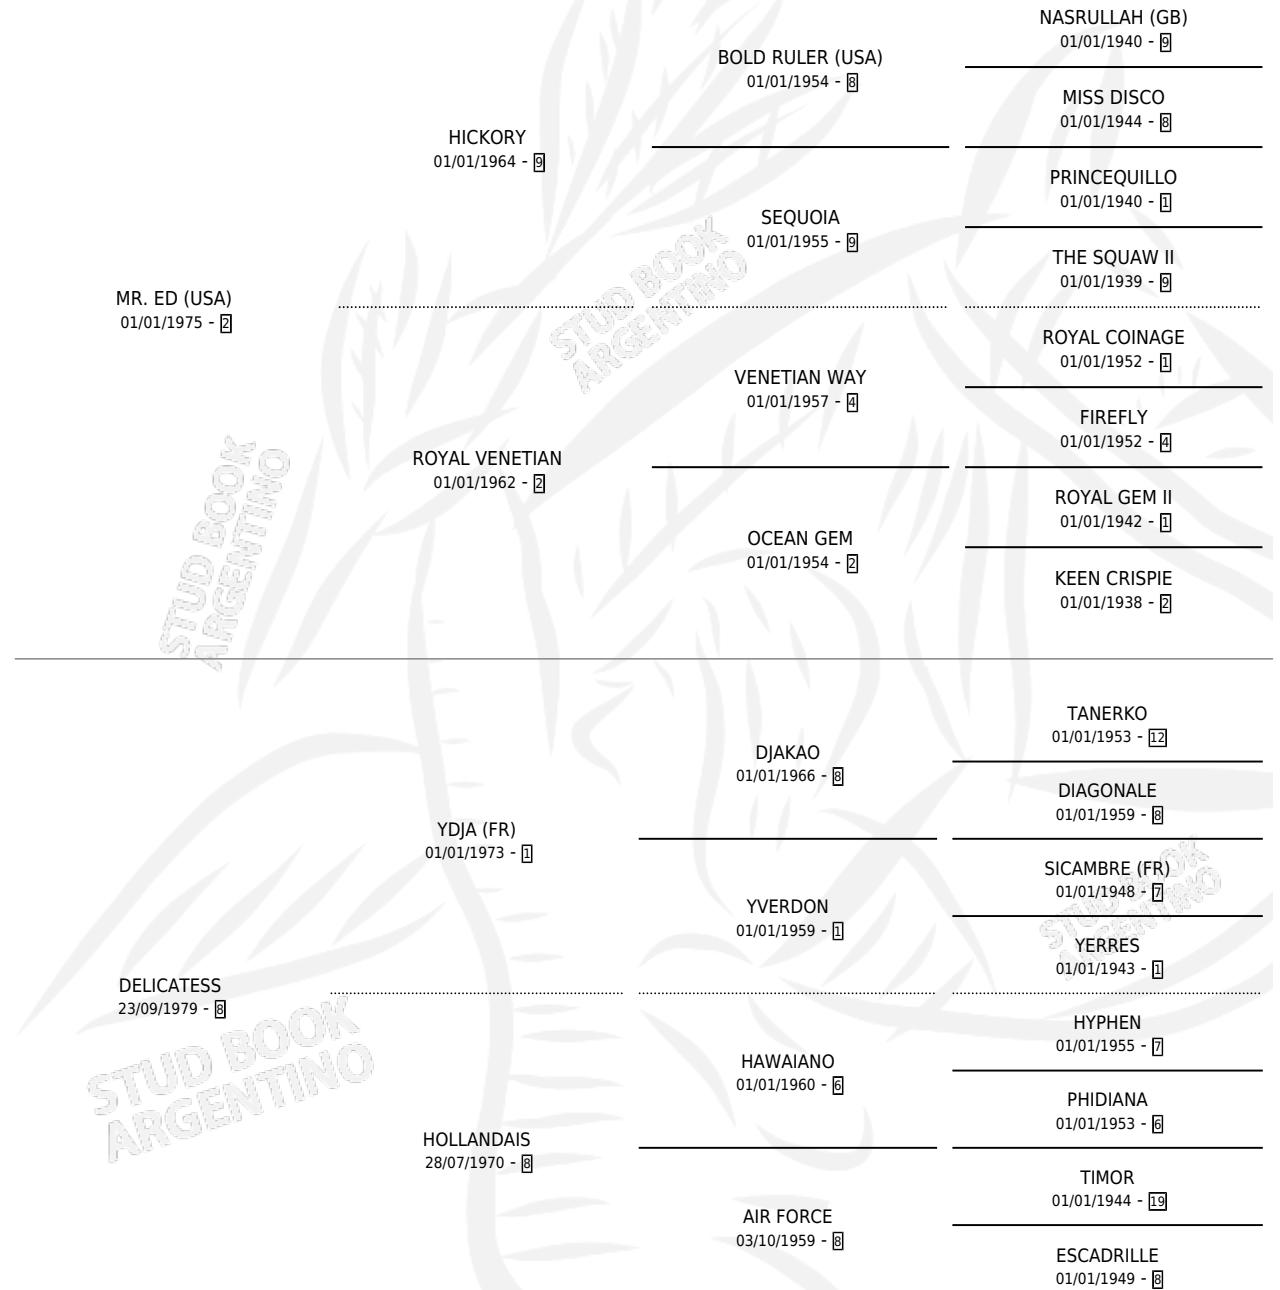 NASRULLAH (GB)
01/01/1940 - 9
BOLD RULER (USA)
01/01/1954 - 8
MISS DISCO
01/01/1944 - 8
HICKORY
01/01/1964 - 9
PRINCEQUILLO
01/01/1940 - 1
SEQUOIA
01/01/1955 - 9
THE SQUAW II
01/01/1939 - 9
MR. ED (USA)
01/01/1975 - 2
ROYAL COINAGE
01/01/1952 - 1
VENETIAN WAY
01/01/1957 - 4
FIREFLY
01/01/1952 - 4
ROYAL VENETIAN
01/01/1962 - 2
ROYAL GEM II
01/01/1942 - 1
OCEAN GEM
01/01/1954 - 2
KEEN CRISPIE
01/01/1938 - 2
TANERKO
01/01/1953 - 12
DJAKAO
01/01/1966 - 8
DIAGONALE
01/01/1959 - 8
YDJA (FR)
01/01/1973 - 1
SICAMBRE (FR)
01/01/1948 - 7
YVERDON
01/01/1959 - 1
YERRES
01/01/1943 - 1
DELICATESS
23/09/1979 - 8
HYPHEN
01/01/1955 - 7
HAWAIANO
01/01/1960 - 6
PHIDIANA
01/01/1953 - 6
HOLLANDAIS
28/07/1970 - 8
TIMOR
01/01/1944 - 19
AIR FORCE
03/10/1959 - 8
ESCADRILLE
01/01/1949 - 8
STUD BOOK
ARGENTINO
STUD BOOK
ARGENTINO
STUD BOOK
ARGENTINO
STUD BOOK
ARGENTINO